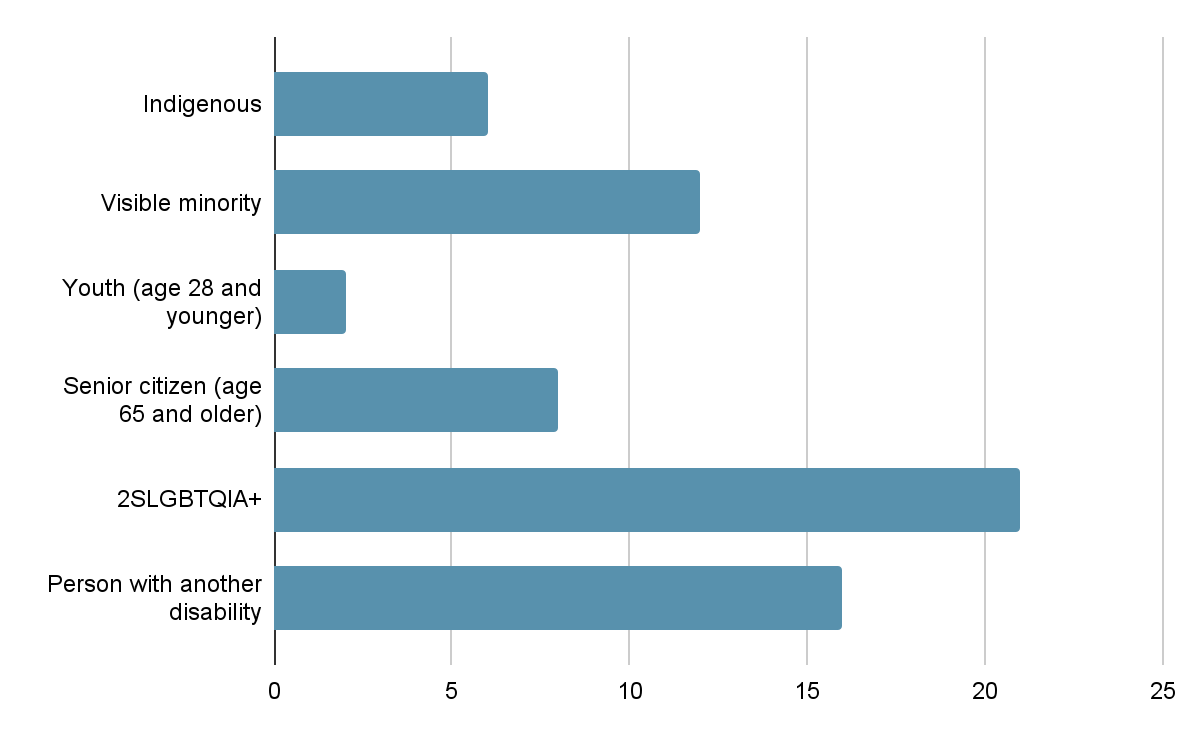 Indigenous
Visible minority
Youth (age 28 and
younger)
Senior citizen (age
65 and older)
2SLGBTQIA+
Person with another
disability
0 5 10 15 20 25